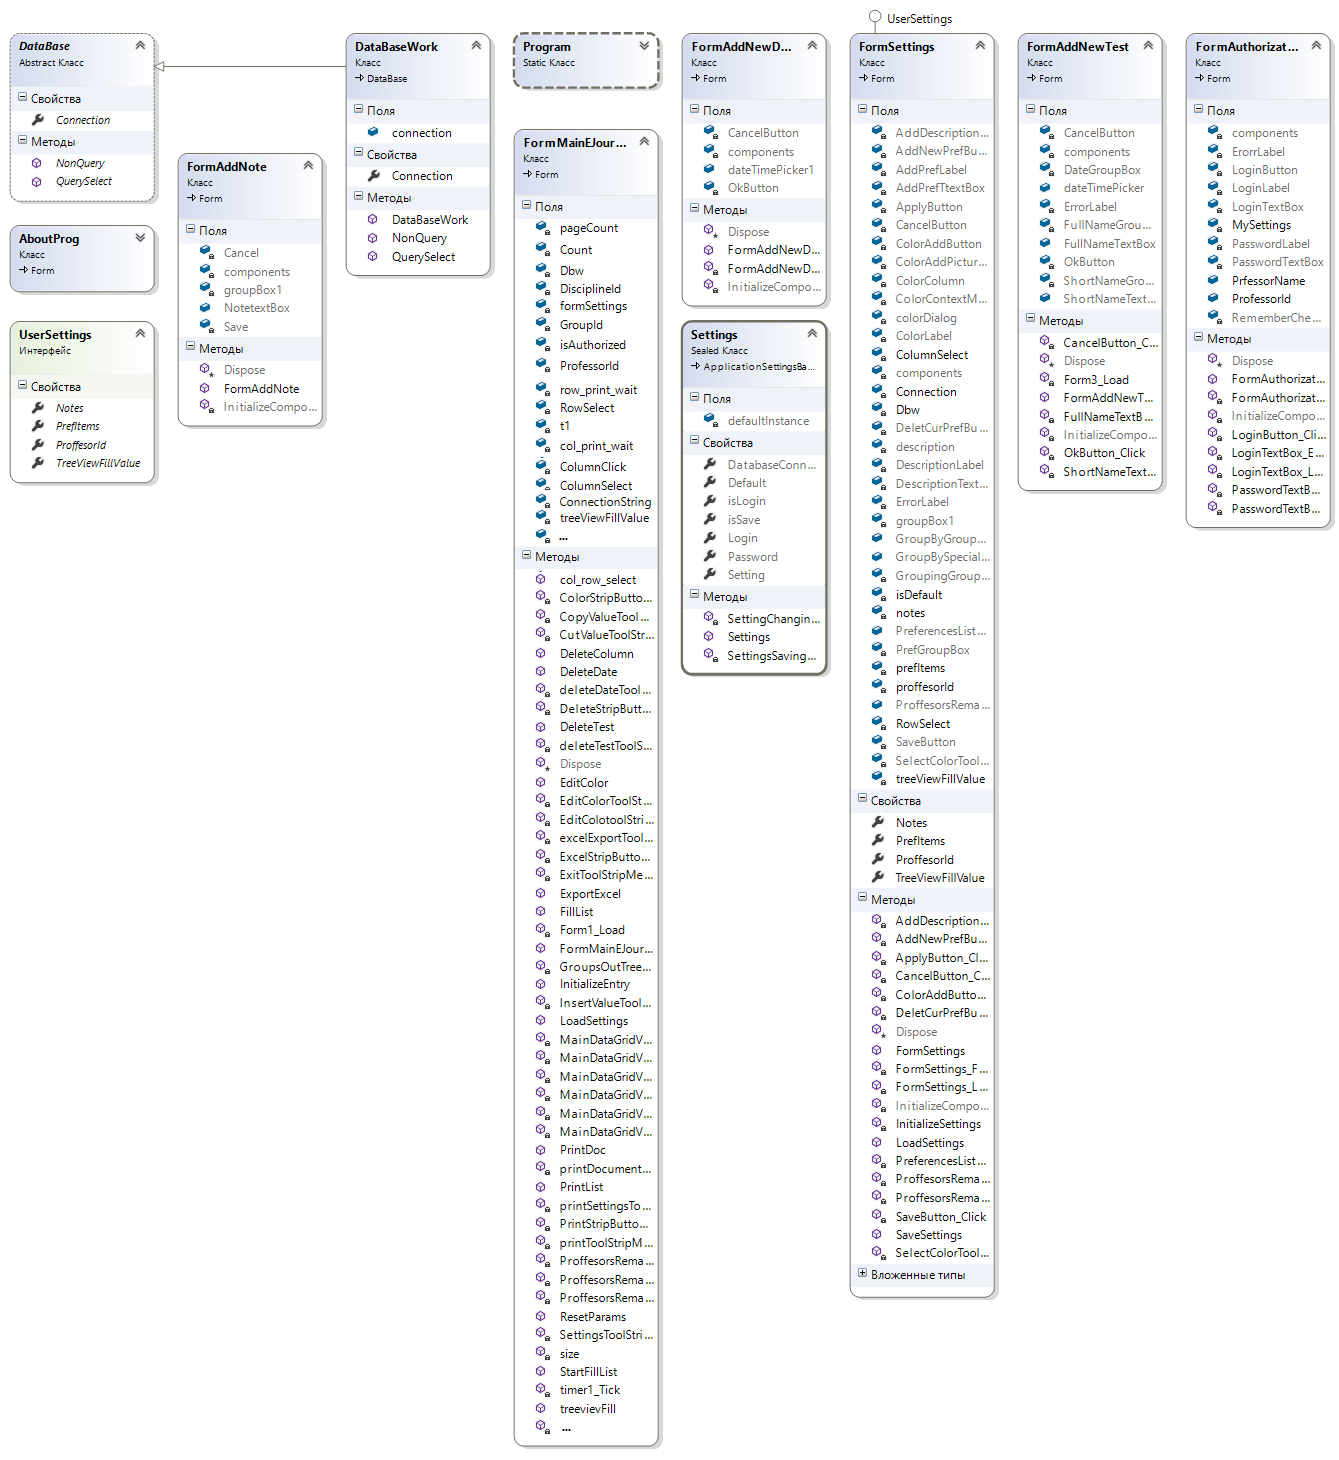 DataBase
Abstract Класс
Свойства
Connection
Методы
NonQuery
QuerySelect
AboutProg
Класс
Form
UserSettings
Интерфейс
Свойства
Notes
PrefItems
ProffesorId
TreeViewFillValue
FormAddNote
Класс
Form
Поля
Cancel
components
groupBox1
NotetextBox
Save
Методы
Dispose
FormAddNote
InitializeCompo...
DataBaseWork
Класс
DataBase
Поля
connection
Свойства
Connection
Методы
DataBaseWork
NonQuery
QuerySelect
Program
Static Класс
FormMainEJour...
Класс
Form
Поля
pageCount
Count
Dbw
DisciplineId
formSettings
GroupId
isAuthorized
ProfessorId
row_print_wait
RowSelect
t1
col_print_wait
ColumnClick
ColumnSelect
ConnectionString
treeViewFillValue
...
Методы
col_row_select
ColorStripButto...
CopyValueTool...
CutValueToolStr...
DeleteColumn
DeleteDate
deleteDateTool...
DeleteStripButt...
DeleteTest
deleteTestToolS...
Dispose
EditColor
EditColorToolSt...
EditColotoolStri...
excelExportTool...
ExcelStripButto...
ExitToolStripMe...
ExportExcel
FillList
Form1_Load
FormMainEJour...
GroupsOutTree...
InitializeEntry
InsertValueTool...
LoadSettings
MainDataGridV...
MainDataGridV...
MainDataGridV...
MainDataGridV...
MainDataGridV...
MainDataGridV...
PrintDoc
printDocument...
PrintList
printSettingsTo...
PrintStripButto...
printToolStripM...
ProffesorsRema...
ProffesorsRema...
ProffesorsRema...
ResetParams
SettingsToolStri...
size
StartFillList
timer1_Tick
treevievFill
...
FormAddNewD...
Класс
Form
Поля
CancelButton
components
dateTimePicker1
OkButton
Методы
Dispose
FormAddNewD...
FormAddNewD...
InitializeCompo...
Settings
Sealed Класс
ApplicationSettingsBa...
Поля
defaultInstance
Свойства
DatabaseConn...
Default
isLogin
isSave
Login
Password
Setting
Методы
SettingChangin...
Settings
SettingsSaving...
UserSettings
FormSettings
Класс
Form
Поля
AddDescription...
AddNewPrefBu...
AddPrefLabel
AddPrefTtextBox
ApplyButton
CancelButton
ColorAddButton
ColorAddPictur...
ColorColumn
ColorContextM...
colorDialog
ColorLabel
ColumnSelect
components
Connection
Dbw
DeletCurPrefBu...
description
DescriptionLabel
DescriptionText...
ErrorLabel
groupBox1
GroupByGroup...
GroupBySpecial...
GroupingGroup...
isDefault
notes
PreferencesList...
PrefGroupBox
prefItems
proffesorId
ProffesorsRema...
RowSelect
SaveButton
SelectColorTool...
treeViewFillValue
Свойства
Notes
PrefItems
ProffesorId
TreeViewFillValue
Методы
AddDescription...
AddNewPrefBu...
ApplyButton_Cl...
CancelButton_C...
ColorAddButto...
DeletCurPrefBu...
Dispose
FormSettings
FormSettings_F...
FormSettings_L...
InitializeCompo...
InitializeSettings
LoadSettings
PreferencesList...
ProffesorsRema...
ProffesorsRema...
SaveButton_Click
SaveSettings
SelectColorTool...
Вложенные типы
FormAddNewTest
Класс
Form
Поля
CancelButton
components
DateGroupBox
dateTimePicker
ErrorLabel
FullNameGrou...
FullNameTextBox
OkButton
ShortNameGro...
ShortNameText...
Методы
CancelButton_C...
Dispose
Form3_Load
FormAddNewT...
FullNameTextB...
InitializeCompo...
OkButton_Click
ShortNameText...
FormAuthorizat...
Класс
Form
Поля
components
ErorrLabel
LoginButton
LoginLabel
LoginTextBox
MySettings
PasswordLabel
PasswordTextBox
PrfessorName
ProfessorId
RememberChe...
Методы
Dispose
FormAuthorizat...
FormAuthorizat...
InitializeCompo...
LoginButton_Cli...
LoginTextBox_E...
LoginTextBox_L...
PasswordTextB...
PasswordTextB...